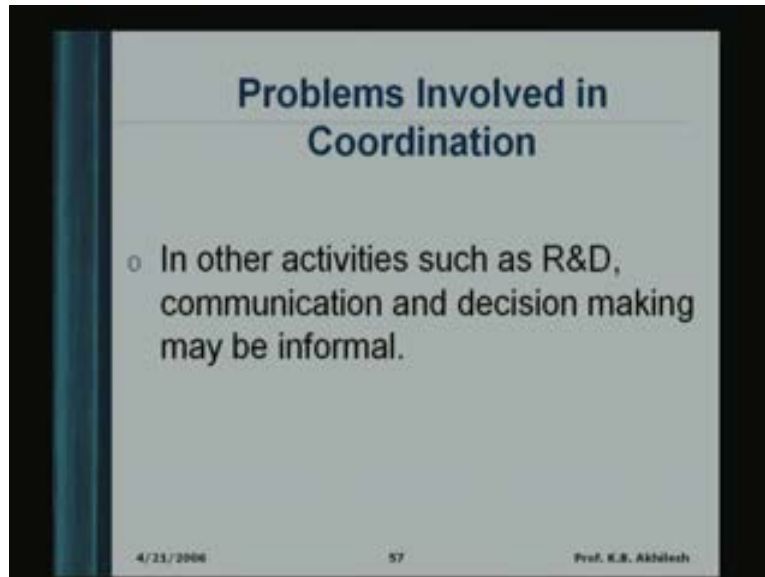 Problems Involved in
Coordination
o In other activities such as R&D,
communication and decision making
may be informal.
4/21/2006 57 Prof. K.B. Akhilesh